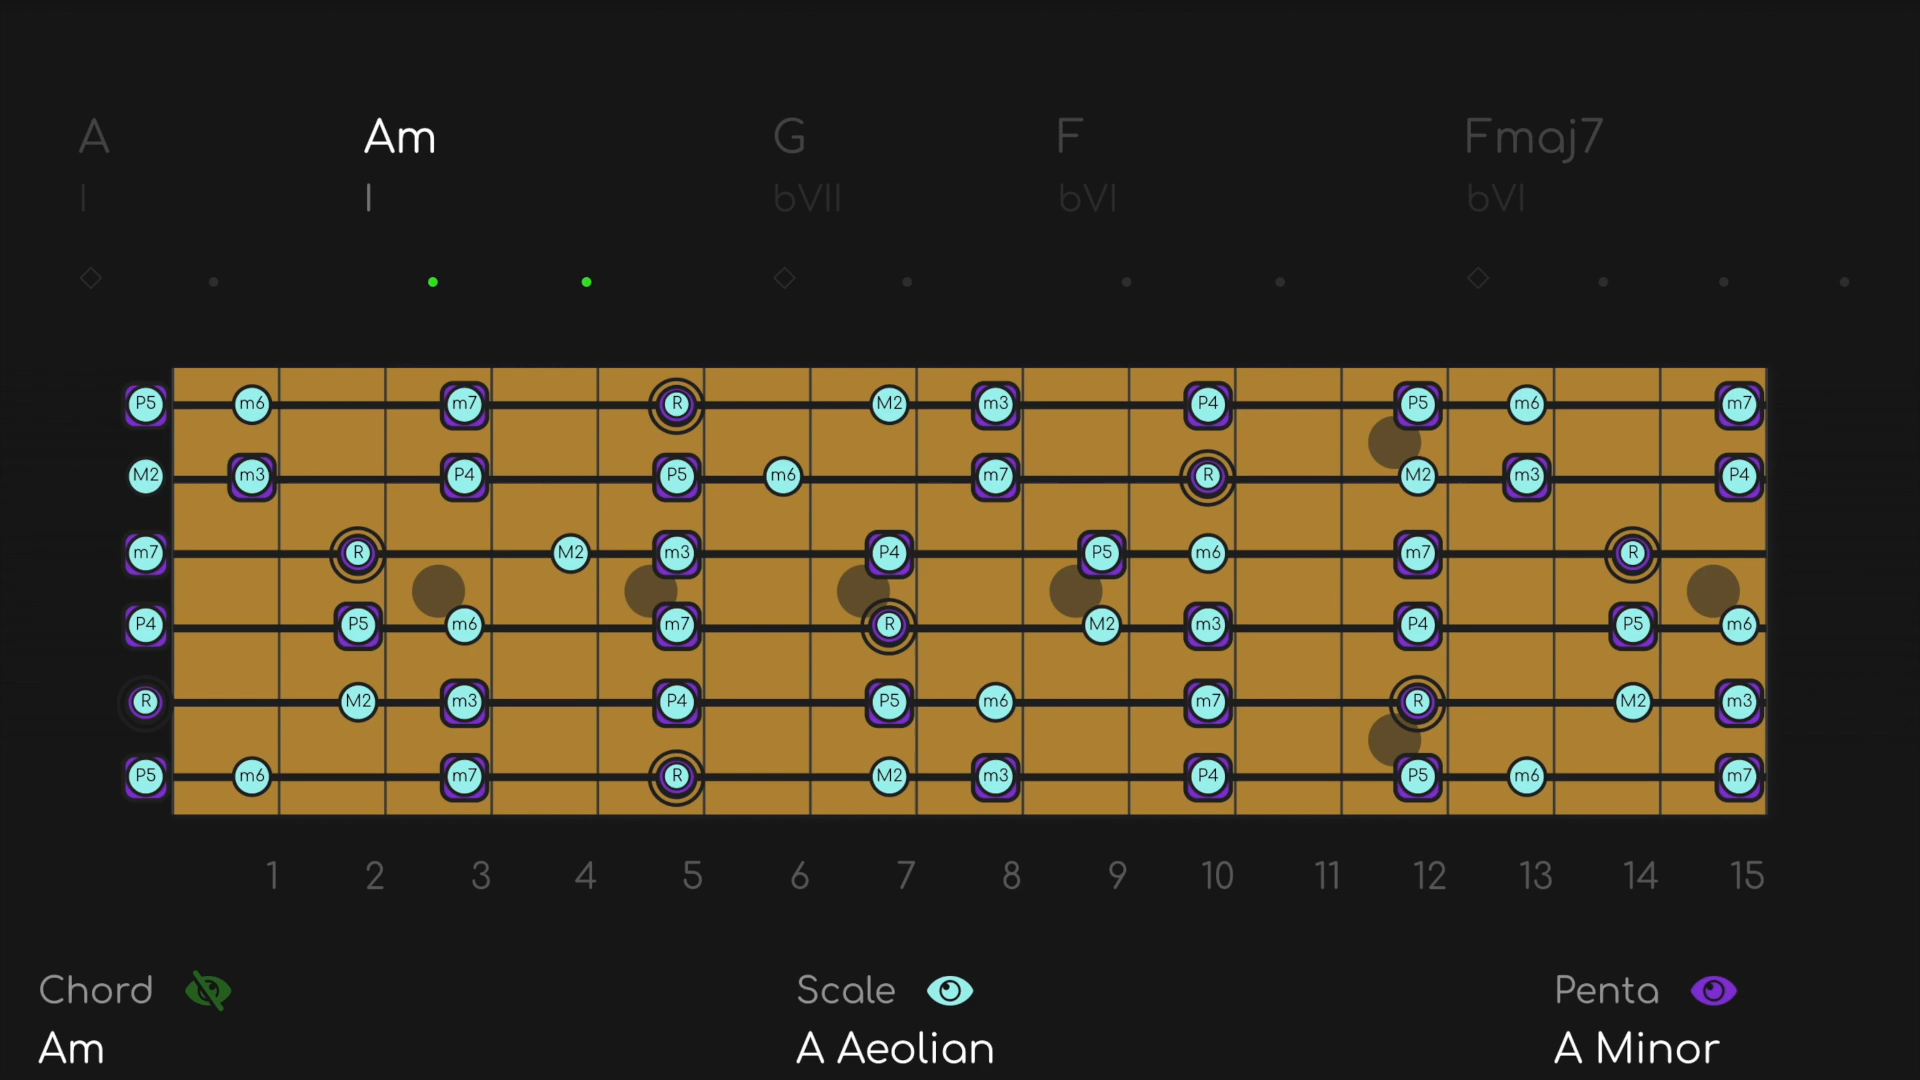 A Am G F Fmaj7
I I bVII bVI bVI
P5 m6 m7 R M2 m3 P4 P5 m6 m7
M2 m3 P4 P5 m6 m7 R M2 m3 P4
m7 R M2 m3 P4 P5 m6 m7 R
P4 P5 m6 m7 R M2 m3 P4 P5 m6
R M2 m3 P4 P5 m6 m7 R M2 m3
P5 m6 m7 R M2 m3 P4 P5 m6 m7
1 2 3 4 5 6 7 8 9 10 11 12 13 14 15
Chord Scale Penta
Am A Aeolian A Minor